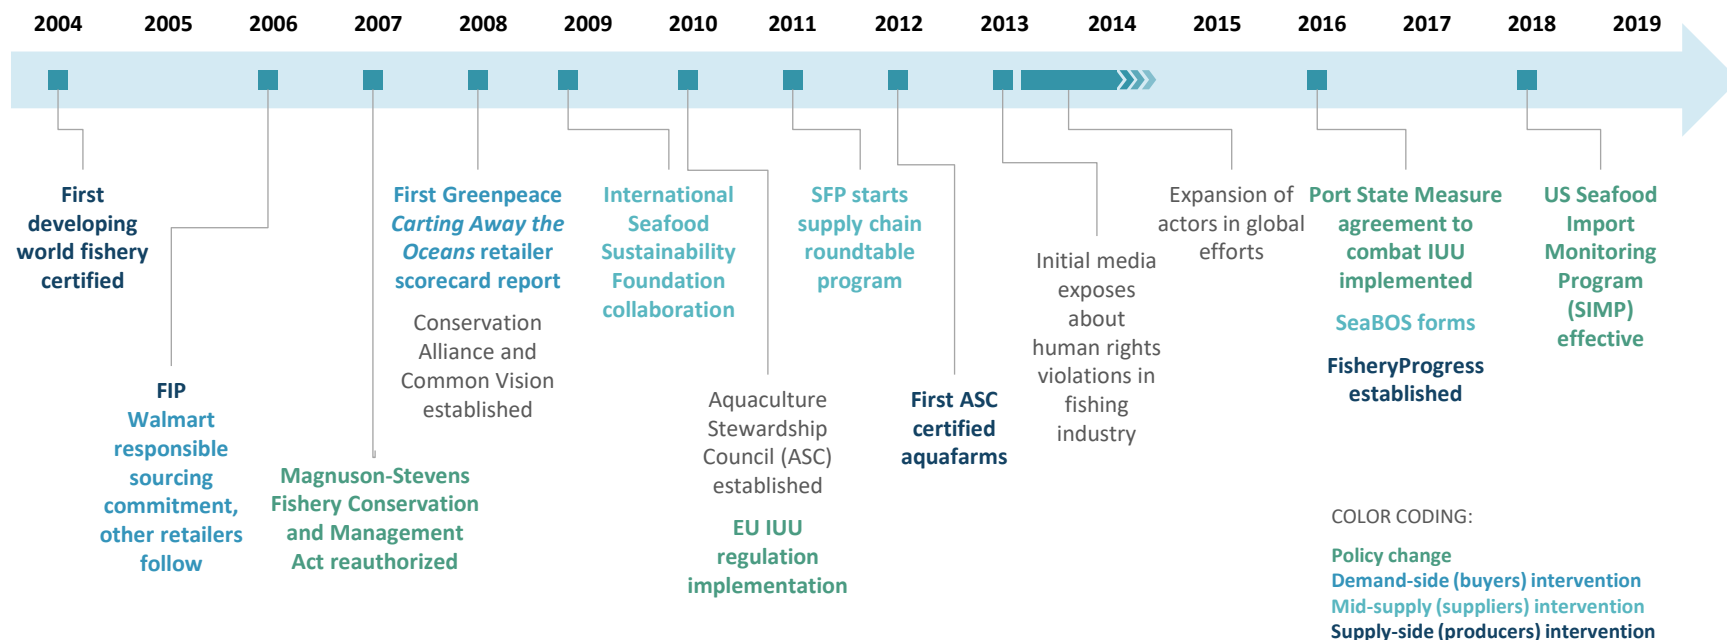 2004 2005 2006 2007 2008 2009 2010 2011 2012 2013 2014 2015 2016 2017 2018 2019
First
developing
world fishery
certified
FIP
Walmart
responsible
sourcing
commitment,
other retailers
follow
Magnuson-Stevens
Fishery Conservation
and Management
Act reauthorized
First Greenpeace
Carting Away the
Oceans retailer
scorecard report
Conservation
Alliance and
Common Vision
established
International
Seafood
Sustainability
Foundation
collaboration
Aquaculture
Stewardship
Council (ASC)
established
EU IUU
regulation
implementation
SFP starts
supply chain
roundtable
program
First ASC
certified
aquafarms
Initial media
exposes
about
human rights
violations in
fishing
industry
Expansion of
actors in global
efforts
Port State Measure
agreement to
combat IUU
implemented
SeaBOS forms
FisheryProgress
established
US Seafood
Import
Monitoring
Program
(SIMP)
effective
COLOR CODING:
Policy change
Demand-side (buyers) intervention
Mid-supply (suppliers) intervention
Supply-side (producers) intervention